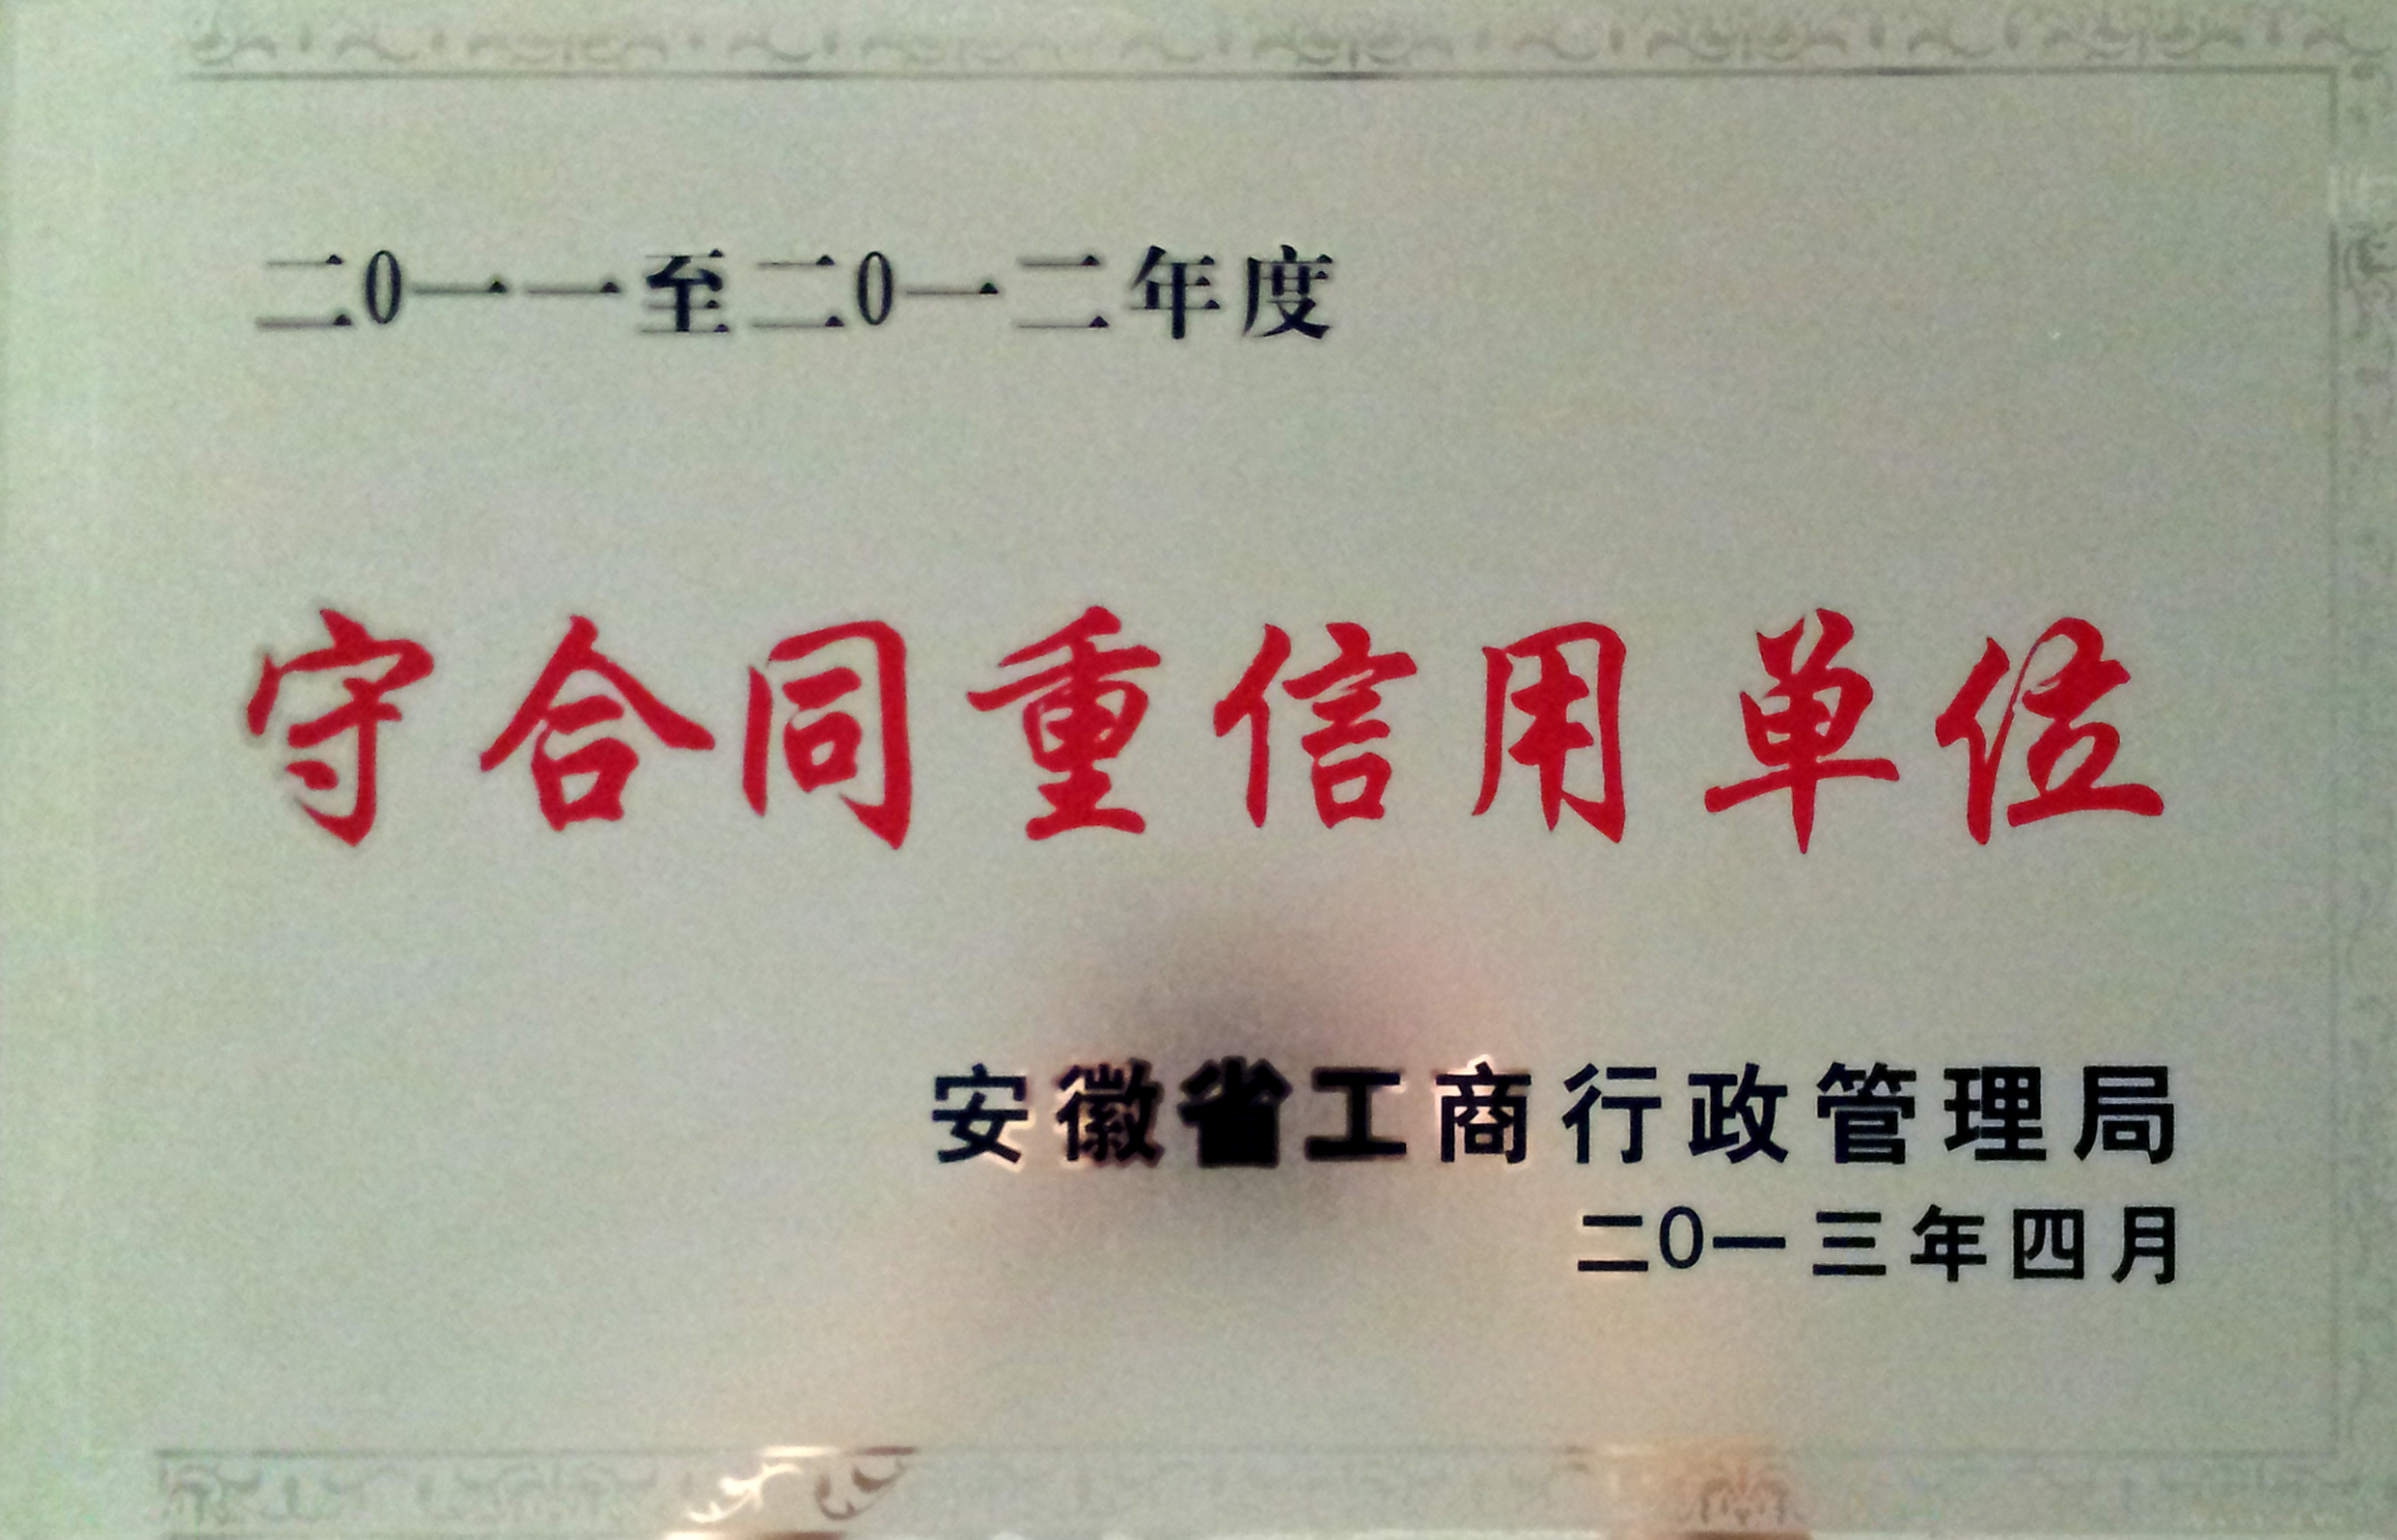 二0一一至二0一二年度
守合同重信用单位
安徽省工商行政管理局
二0一三年四月